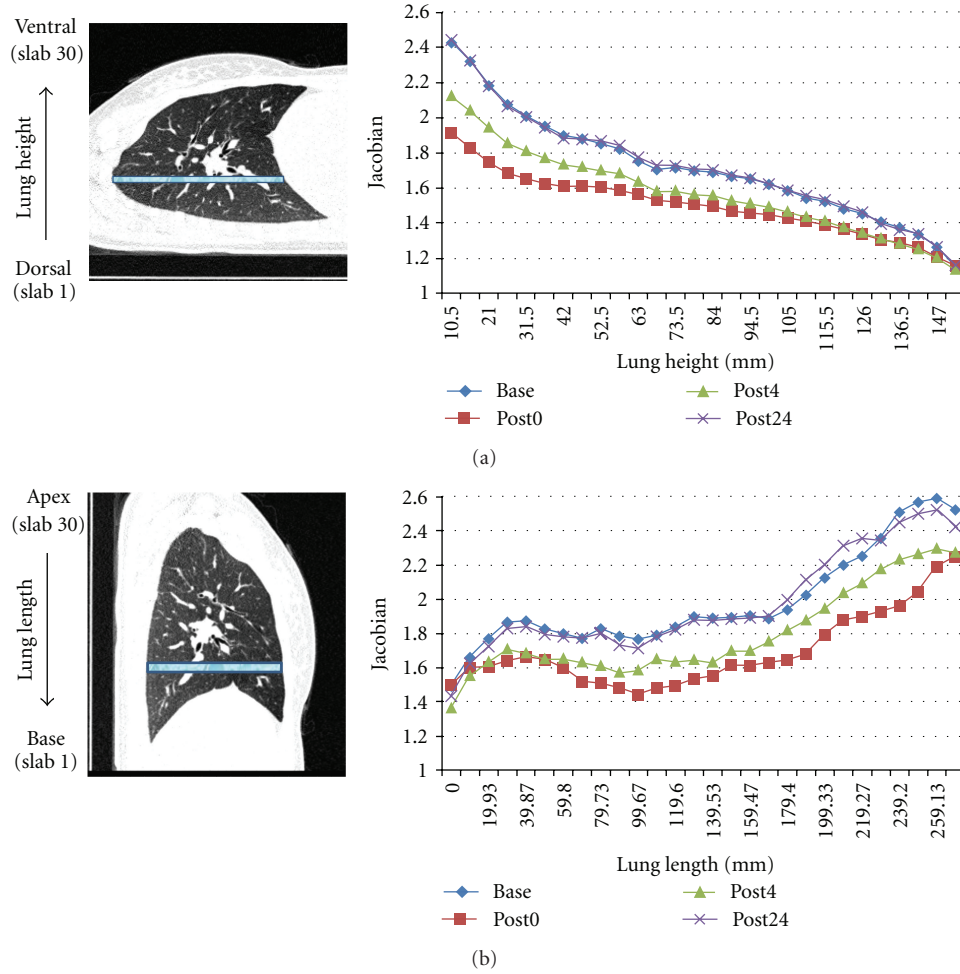 Ventral
(slab 30)
Lung height
Dorsal
(slab 1)
2.6
2.4
2.2
2
1.8
1.6
1.4
1.2
1
Jacobian
10.5
21
31.5
42
52.5
63
73.5
84
94.5
105
115.5
126
136.5
147
Lung height (mm)
Base
Post4
Post0
Post24
(a)
Apex
(slab 30)
Lung length
Base
(slab 1)
2.6
2.4
2.2
2
1.8
1.6
1.4
1.2
1
Jacobian
0
19.93
39.87
59.8
79.73
99.67
119.6
139.53
159.47
179.4
199.33
219.27
239.2
259.13
Lung length (mm)
Base
Post4
Post0
Post24
(b)